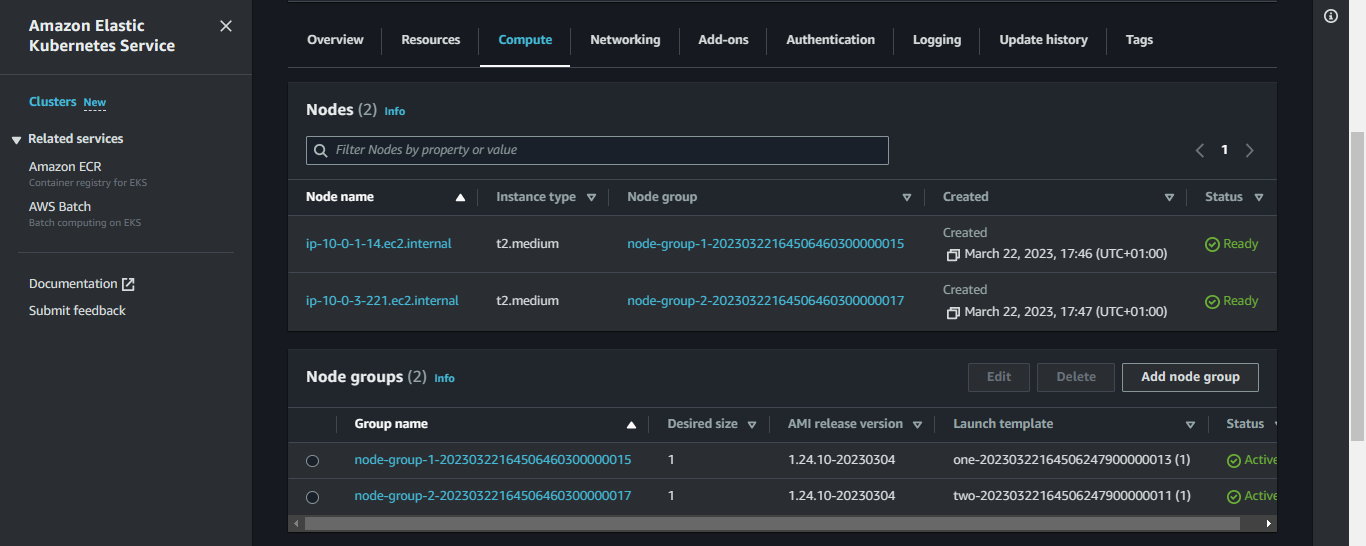 Amazon Elastic
Kubernetes Service
Clusters New
Related services
Amazon ECR
Container registry for EKS
AWS Batch
Batch computing on EKS
Documentation
Submit feedback
Overview Resources Compute Networking Add-ons Authentication Logging Update history Tags
Nodes (2) Info
Filter Nodes by property or value
1
Node name Instance type Node group Created Status
ip-10-0-1-14.ec2.internal t2.medium node-group-1-20230322164506460300000015 Created
March 22, 2023, 17:46 (UTC+01:00) Ready
ip-10-0-3-221.ec2.internal t2.medium node-group-2-20230322164506460300000017 Created
March 22, 2023, 17:47 (UTC+01:00) Ready
Node groups (2) Info
Edit Delete Add node group
Group name Desired size AMI release version Launch template Status
node-group-1-20230322164506460300000015 1 1.24.10-20230304 one-20230322164506247900000013 (1) Active
node-group-2-20230322164506460300000017 1 1.24.10-20230304 two-20230322164506247900000011 (1) Active